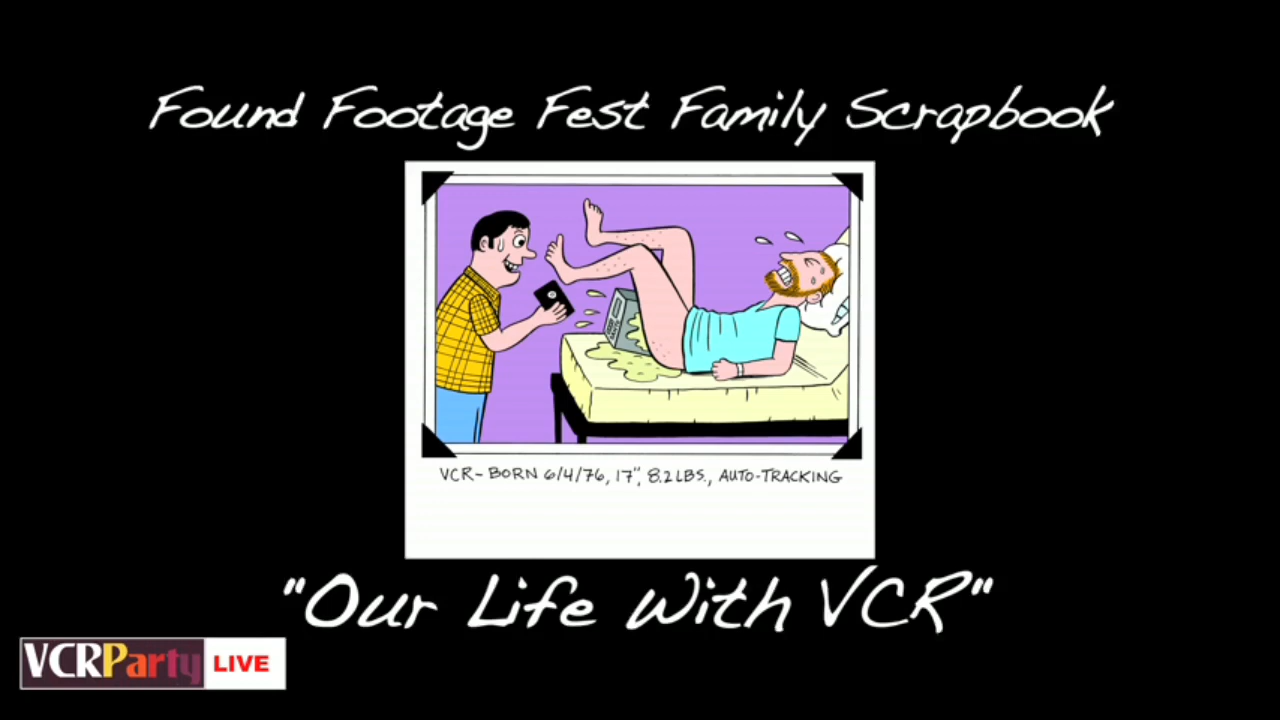 Found Footage Fest Family Scrapbook
VCR-BORN 6/4/76, 17", 8.2 LBS., AUTO-TRACKING
"Our Life With VCR"
VCRParty LIVE